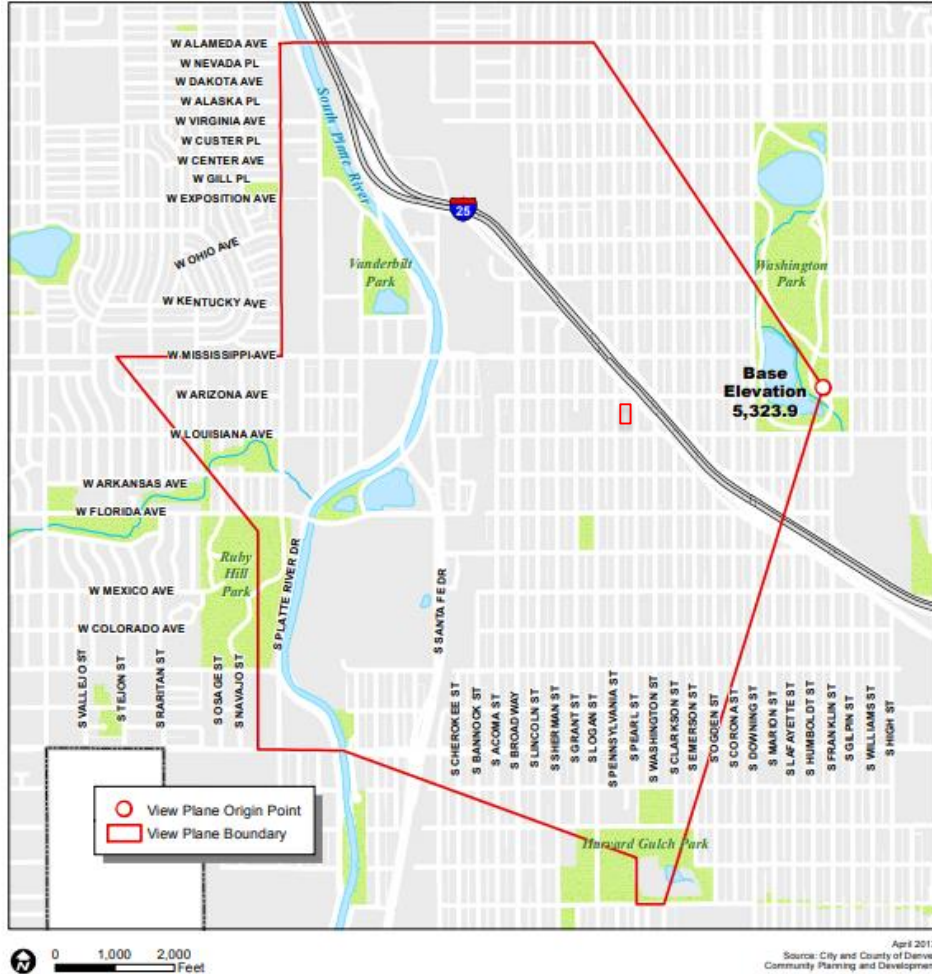 W ALAMEDA AVE
W NEVADA PL
W DAKOTA AVE
W ALASKA PL
W VIRGINIA AVE
W CUSTER PL
W CENTER AVE
W GILL PL
W EXPOSITION AVE
W OHIO AVE
W KENTUCKY AVE
W MISSISSIPPI AVE
W ARIZONA AVE
W LOUISIANA AVE
W ARKANSAS AVE
W FLORIDA AVE
W MEXICO AVE
W COLORADO AVE
South Platte River
25
Vanderbilt
Park
Washington
Park
Base
Elevation
5,323.9
Ruby
Hill
Park
S PLATTE RIVER DR
S SANTA FE DR
S VALLEJO ST
S TEJON ST
S RARITAN ST
S OSAGE ST
S NAVAJO ST
S CHEROKEE ST
S BANNOCK ST
S ACOMA ST
S BROADWAY
S LINCOLN ST
S SHERMAN ST
S GRANT ST
S LOGAN ST
S PENNSYLVANIA ST
S PEARL ST
S WASHINGTON ST
S CLARKSON ST
S EMERSON ST
S OGDEN ST
S CORONA ST
S DOWNING ST
S MARION ST
S LAFAYETTE ST
S HUMBOLDT ST
S FRANKLIN ST
S GILPIN ST
S WILLIAMS ST
S HIGH ST
Harvard Gulch Park
View Plane Origin Point
View Plane Boundary
0 1,000 2,000
Feet
April 201
Source: City and County of Denve
Community Planning and Developmen